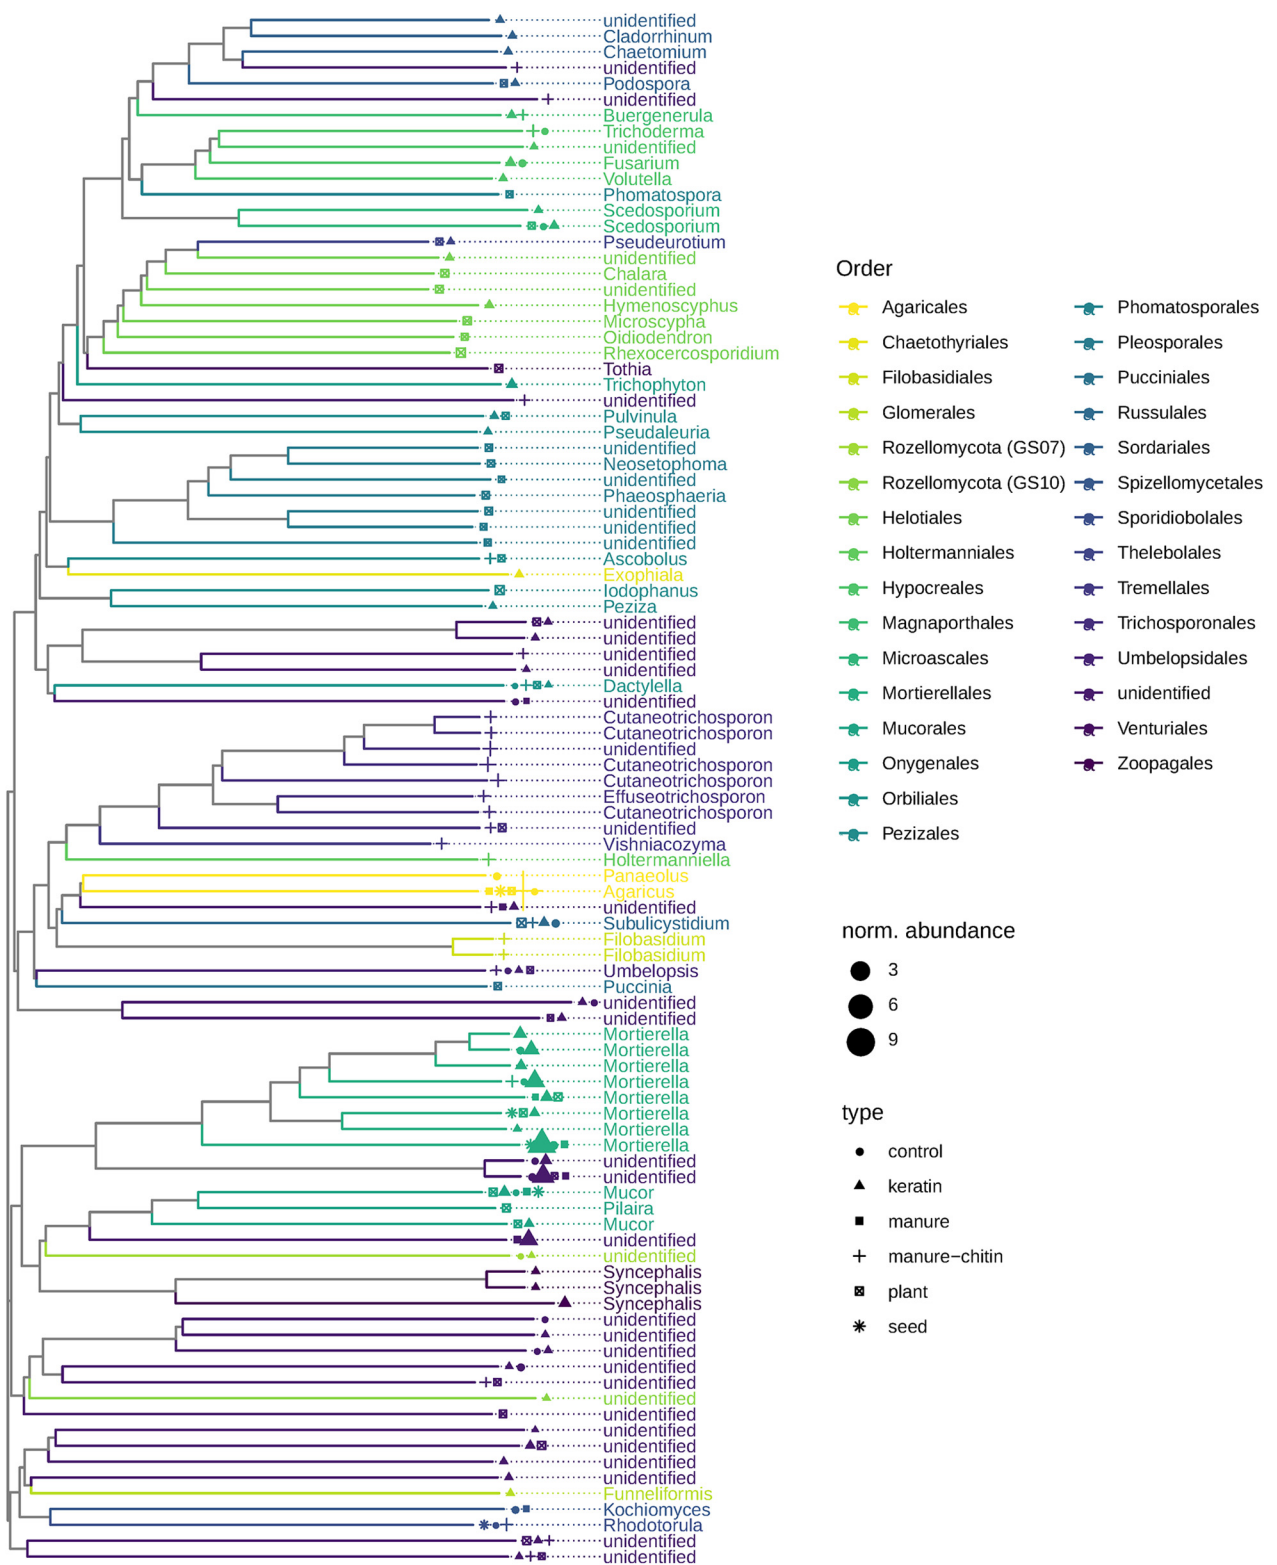 unidentified
Cladorrhinum
Chaetomium
unidentified
Podospora
unidentified
Buergenerula
Trichoderma
unidentified
Fusarium
Volutella
Phomatospora
Scedosporium
Scedosporium
Pseudeurotium
unidentified
Chalara
unidentified
Hymenoscyphus
Microscypha
Oidiodendron
Rhexocercosporidium
Tothia
Trichophyton
unidentified
Pulvinula
Pseudaleuria
unidentified
Neosetophoma
unidentified
Phaeosphaeria
unidentified
unidentified
unidentified
Ascobolus
Exophiala
Iodophanus
Peziza
unidentified
unidentified
unidentified
unidentified
Dactylella
unidentified
Cutaneotrichosporon
Cutaneotrichosporon
unidentified
Cutaneotrichosporon
Cutaneotrichosporon
Effuseotrichosporon
Cutaneotrichosporon
unidentified
Vishniacozyma
Holtermanniella
Panaeolus
Agaricus
unidentified
Subulicystidium
Filobasidium
Filobasidium
Umbelopsis
Puccinia
unidentified
unidentified
Mortierella
Mortierella
Mortierella
Mortierella
Mortierella
Mortierella
Mortierella
Mortierella
unidentified
unidentified
Mucor
Pilaira
Mucor
unidentified
unidentified
Syncephalis
Syncephalis
Syncephalis
unidentified
unidentified
unidentified
unidentified
unidentified
unidentified
unidentified
unidentified
unidentified
unidentified
unidentified
Funneliformis
Kochiomyces
Rhodotorula
unidentified
unidentified
Order
Agaricales
Chaetothyriales
Filobasidiales
Glomerales
Rozellomycota (GS07)
Rozellomycota (GS10)
Helotiales
Holtermanniales
Hypocreales
Magnaporthales
Microascales
Mortierellales
Mucorales
Onygenales
Orbiliales
Pezizales
Phomatosporales
Pleosporales
Pucciniales
Russulales
Sordariales
Spizellomycetales
Sporidiobolales
Thelebolales
Tremellales
Trichosporonales
Umbelopsidales
unidentified
Venturiales
Zoopagales
norm. abundance
3
6
9
type
control
keratin
manure
manure−chitin
plant
seed